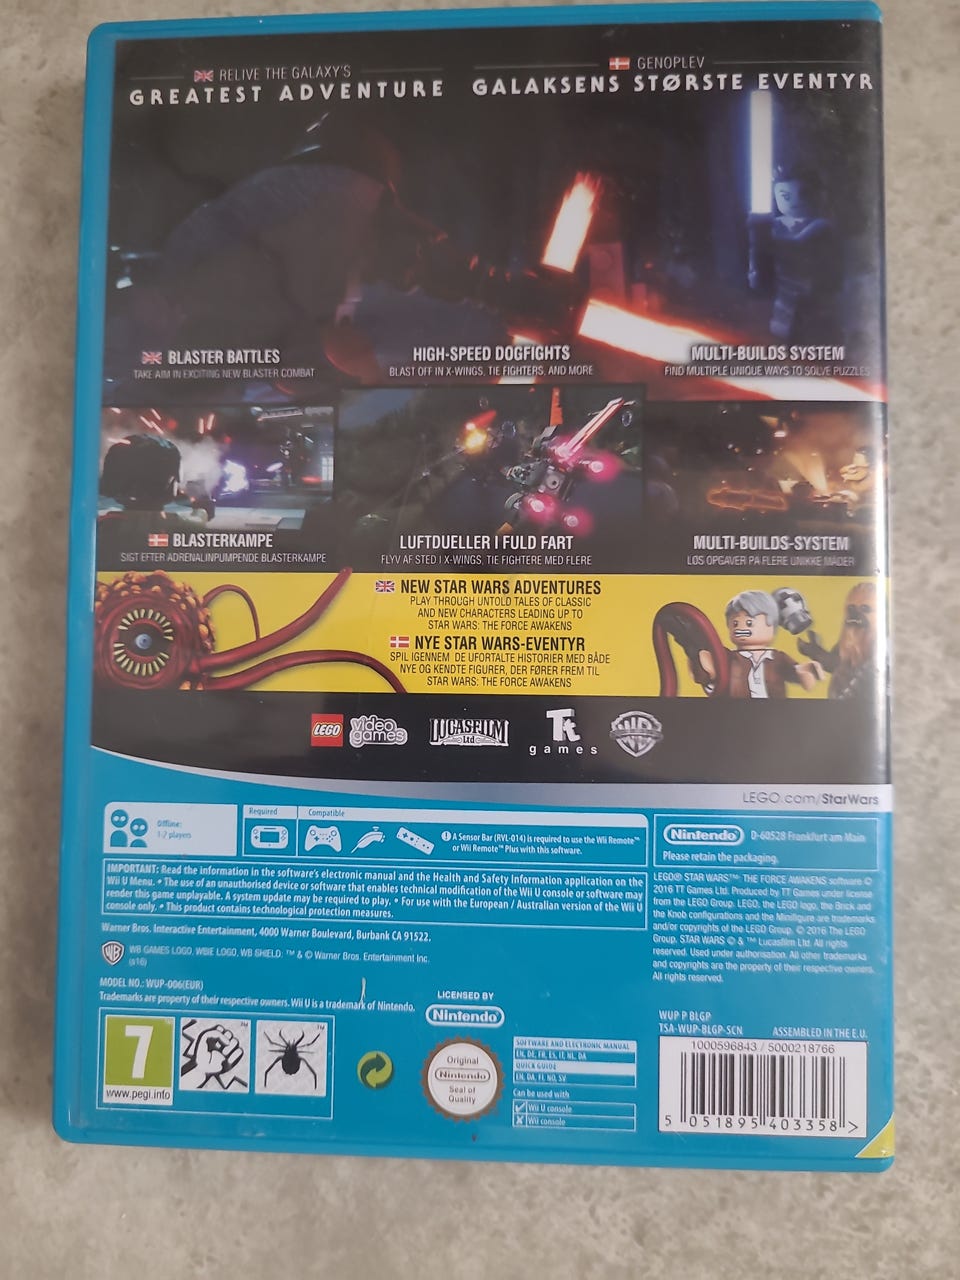 RELIVE THE GALAXY'S
GREATEST ADVENTURE
GENOPLEV
GALAKSENS STØRSTE EVENTYR
BLASTER BATTLES
TAKE AIM IN EXCITING NEW BLASTER COMBAT
HIGH-SPEED DOGFIGHTS
BLAST OFF IN X-WINGS, TIE FIGHTERS, AND MORE
MULTI-BUILDS SYSTEM
FIND MULTIPLE UNIQUE WAYS TO SOLVE PUZZLES
BLASTERKAMPE
SIGT EFTER ADRENALINPUMPENDE BLASTERKAMPE
LUFTDUELLER I FULD FART
FLYV AF STED I X-WINGS, TIE FIGHTERE MED FLERE
MULTI-BUILDS-SYSTEM
LØS OPGAVER PÅ FLERE UNIKKE MÅDER
NEW STAR WARS ADVENTURES
PLAY THROUGH UNTOLD TALES OF CLASSIC
AND NEW CHARACTERS LEADING UP TO
STAR WARS: THE FORCE AWAKENS
NYE STAR WARS-EVENTYR
SPIL IGENNEM DE UFORTALTE HISTORIER MED BÅDE
NYE OG KENDTE FIGURER, DER FØRER FREM TIL
STAR WARS: THE FORCE AWAKENS
LEGO
video
games
LUCASFILM
Ltd
Tt
games
WB
LEGO.com/StarWars
Offline:
1-2 players
Required
Compatible
A Sensor Bar (RVL-014) is required to use the Wii Remote™
or Wii Remote™ Plus with this software.
Nintendo
D-60528 Frankfurt am Main
Please retain the packaging.
IMPORTANT: Read the information in the software's electronic manual and the Health and Safety Information application on the
Wii U Menu. • The use of an unauthorised device or software that enables technical modification of the Wii U console or software may
render this game unplayable. A system update may be required to play. • For use with the European / Australian version of the Wii U
console only. • This product contains technological protection measures.
Warner Bros. Interactive Entertainment, 4000 Warner Boulevard, Burbank CA 91522.
WB
WB GAMES LOGO, WBIE LOGO, WB SHIELD: ™ & © Warner Bros. Entertainment Inc.
(s16)
LEGO® STAR WARS™: THE FORCE AWAKENS software ©
2016 TT Games Ltd. Produced by TT Games under license
from the LEGO Group. LEGO, the LEGO logo, the Brick and
the Knob configurations and the Minifigure are trademarks
and/or copyrights of the LEGO Group. © 2016 The LEGO
Group. STAR WARS © & ™ Lucasfilm Ltd. All rights
reserved. Used under authorisation. All other trademarks
and copyrights are the property of their respective owners.
All rights reserved.
MODEL NO.: WUP-006(EUR)
Trademarks are property of their respective owners. Wii U is a trademark of Nintendo.
LICENSED BY
Nintendo
7
www.pegi.info
Original
Nintendo
Seal of
Quality
SOFTWARE AND ELECTRONIC MANUAL
EN, DE, FR, ES, IT, NL, DA
QUICK GUIDE
EN, DA, FI, NO, SV
Can be used with
Wii U console
Wii console
WUP P BLGP
TSA-WUP-BLGP-SCN
ASSEMBLED IN THE E.U.
1000596843 / 5000218766
5 051895 403358 >